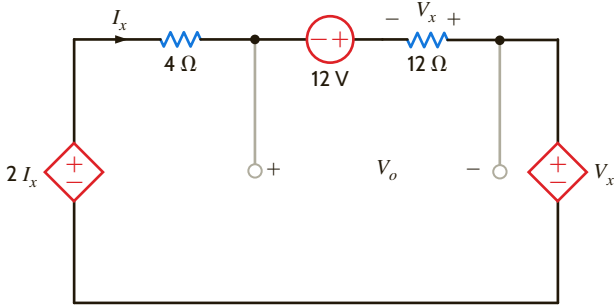 I_x − V_x +
− +
4 Ω 12 V 12 Ω
2 I_x + − + V_o − + − V_x